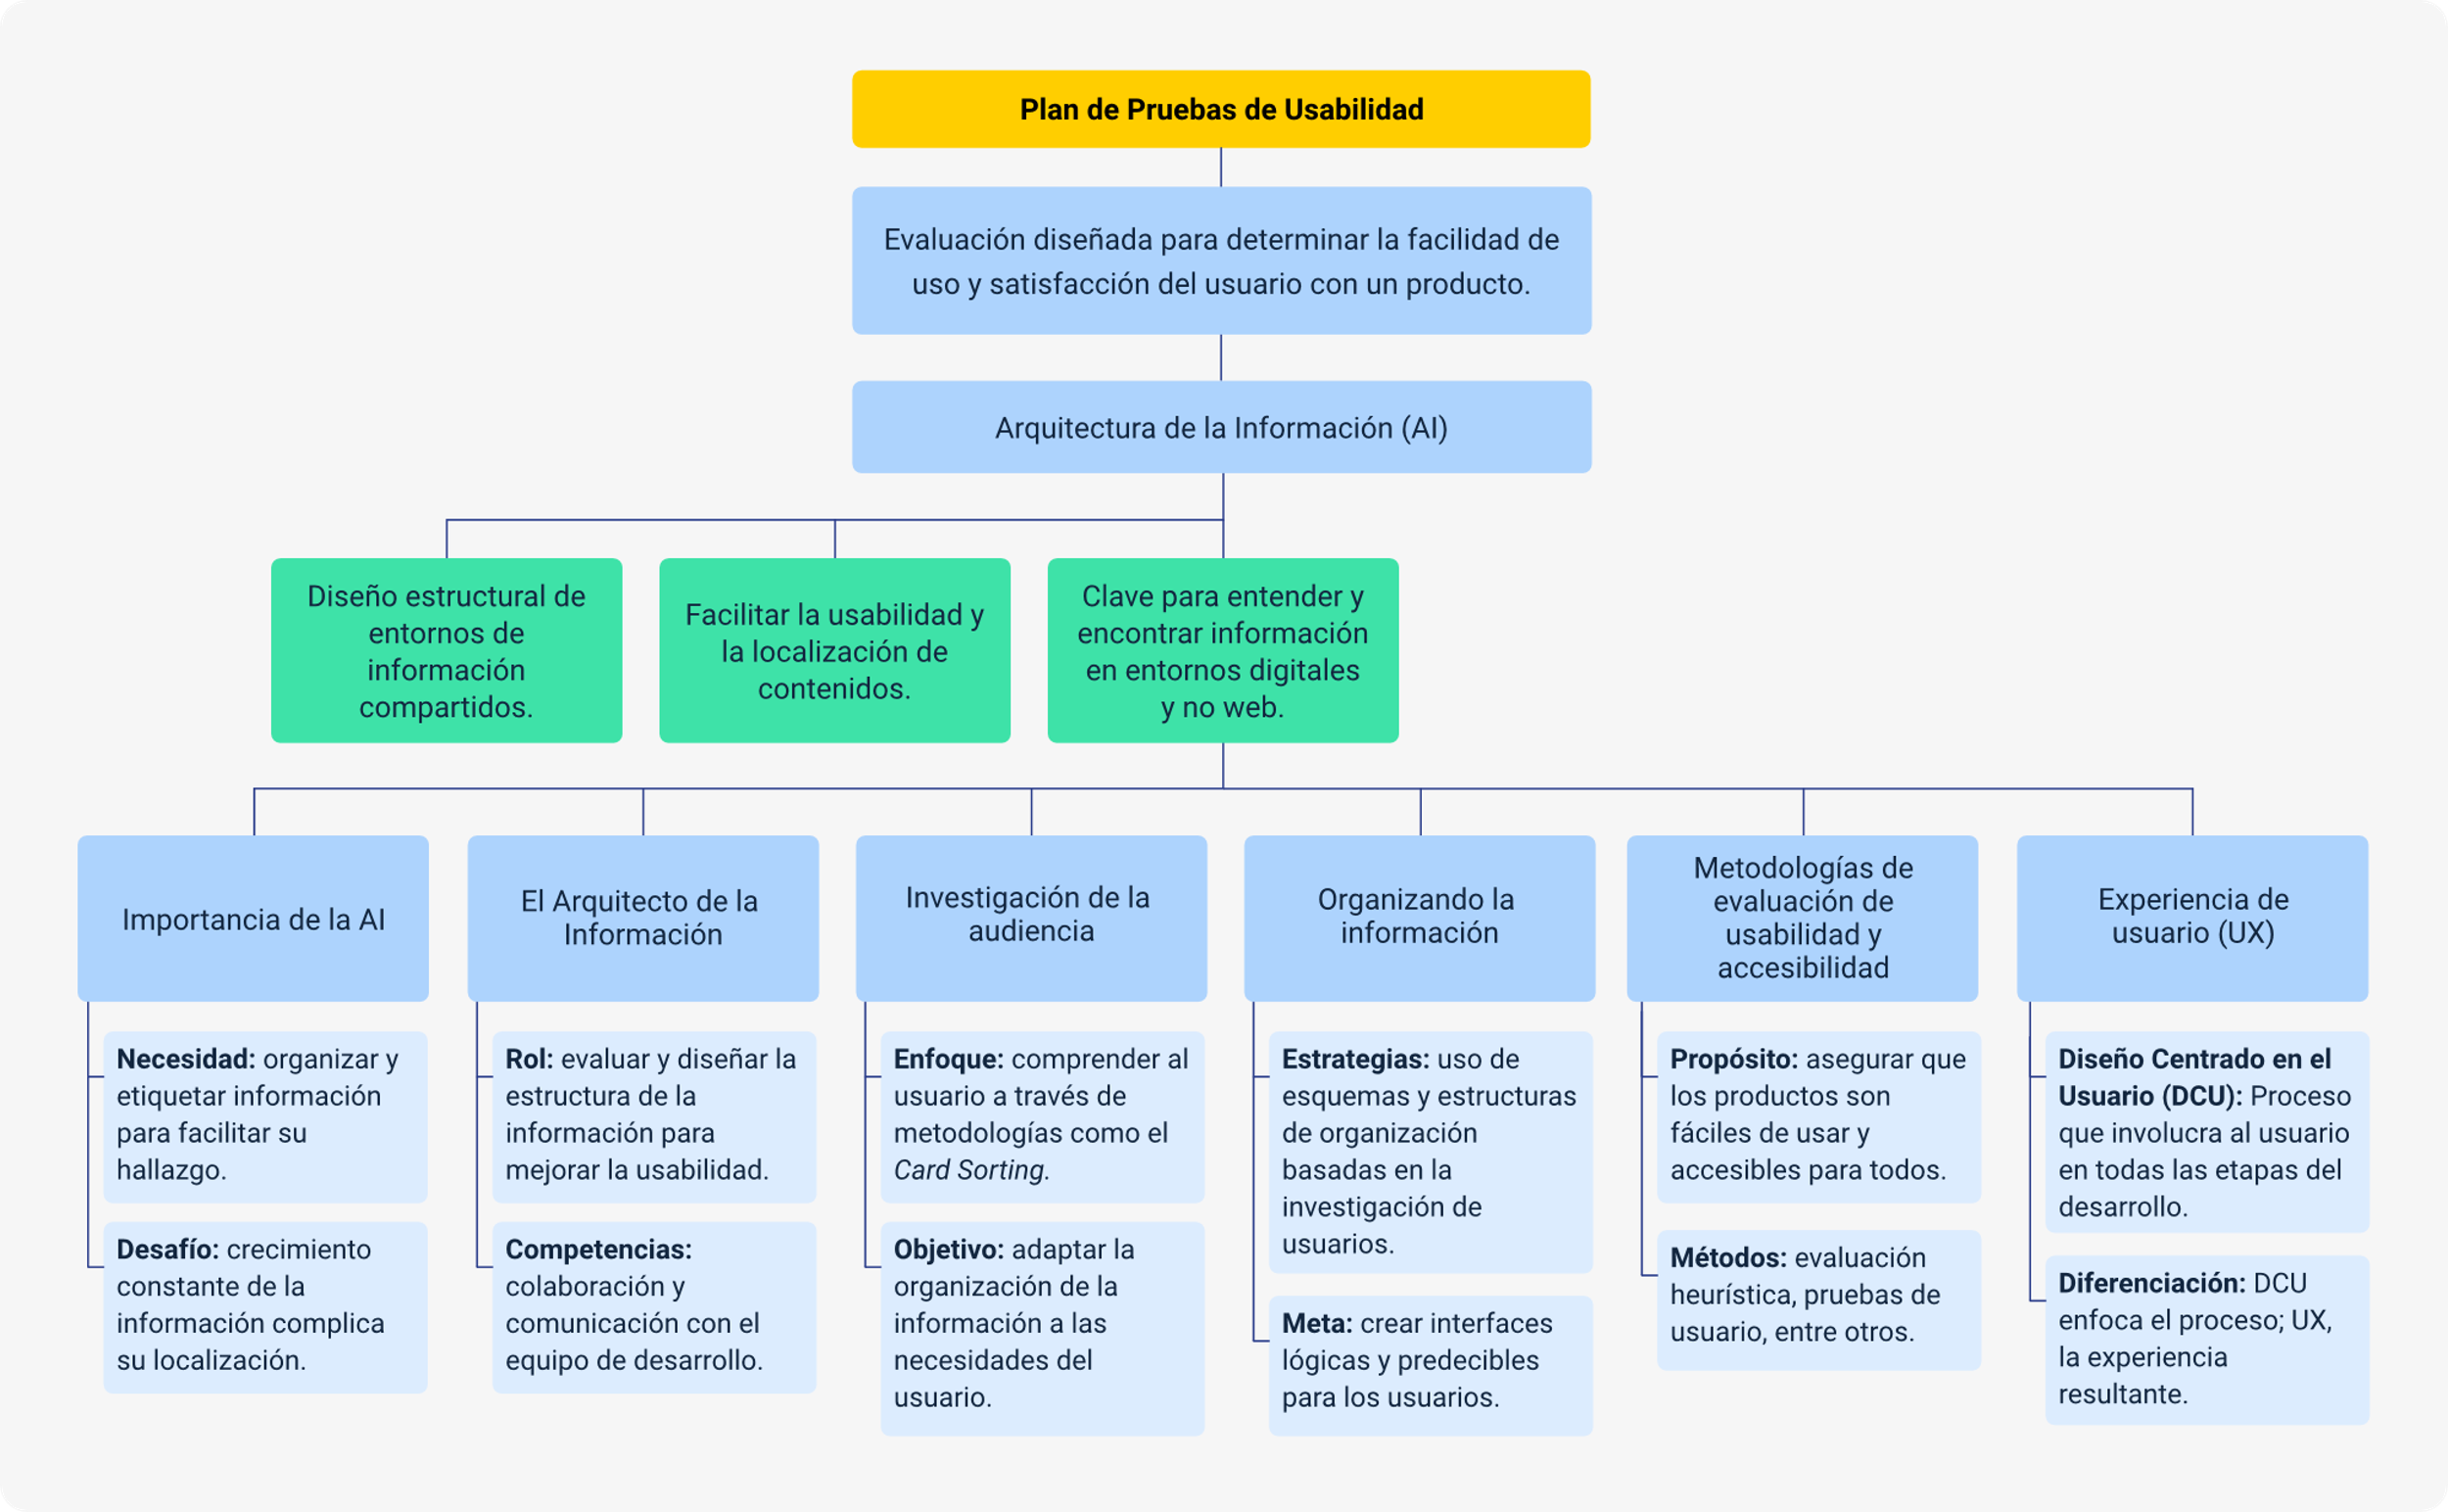 Plan de Pruebas de Usabilidad
Evaluación diseñada para determinar la facilidad de
uso y satisfacción del usuario con un producto.
Arquitectura de la Información (AI)
Diseño estructural de
entornos de
información
compartidos.
Facilitar la usabilidad y
la localización de
contenidos.
Clave para entender y
encontrar información
en entornos digitales
y no web.
Importancia de la AI
Necesidad: organizar y
etiquetar información
para facilitar su
hallazgo.
Desafío: crecimiento
constante de la
información complica
su localización.
El Arquitecto de la
Información
Rol: evaluar y diseñar la
estructura de la
información para
mejorar la usabilidad.
Competencias:
colaboración y
comunicación con el
equipo de desarrollo.
Investigación de la
audiencia
Enfoque: comprender al
usuario a través de
metodologías como el
Card Sorting.
Objetivo: adaptar la
organización de la
información a las
necesidades del
usuario.
Organizando la
información
Estrategias: uso de
esquemas y estructuras
de organización
basadas en la
investigación de
usuarios.
Meta: crear interfaces
lógicas y predecibles
para los usuarios.
Metodologías de
evaluación de
usabilidad y
accesibilidad
Propósito: asegurar que
los productos son
fáciles de usar y
accesibles para todos.
Métodos: evaluación
heurística, pruebas de
usuario, entre otros.
Experiencia de
usuario (UX)
Diseño Centrado en el
Usuario (DCU): Proceso
que involucra al usuario
en todas las etapas del
desarrollo.
Diferenciación: DCU
enfoca el proceso; UX,
la experiencia
resultante.